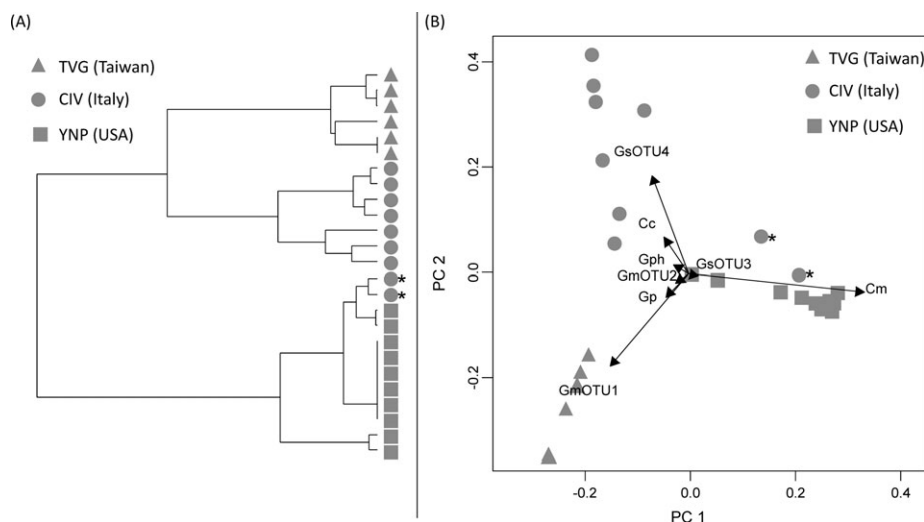 (A)
TVG (Taiwan)
CIV (Italy)
YNP (USA)
*
*
(B)
TVG (Taiwan)
CIV (Italy)
YNP (USA)
GsOTU4
Cc
Gph
GsOTU3
GmOTU2
Gp
Cm
GmOTU1
*
*
PC 2
0.4
0.2
0.0
-0.2
-0.2
0.0
0.2
0.4
PC 1